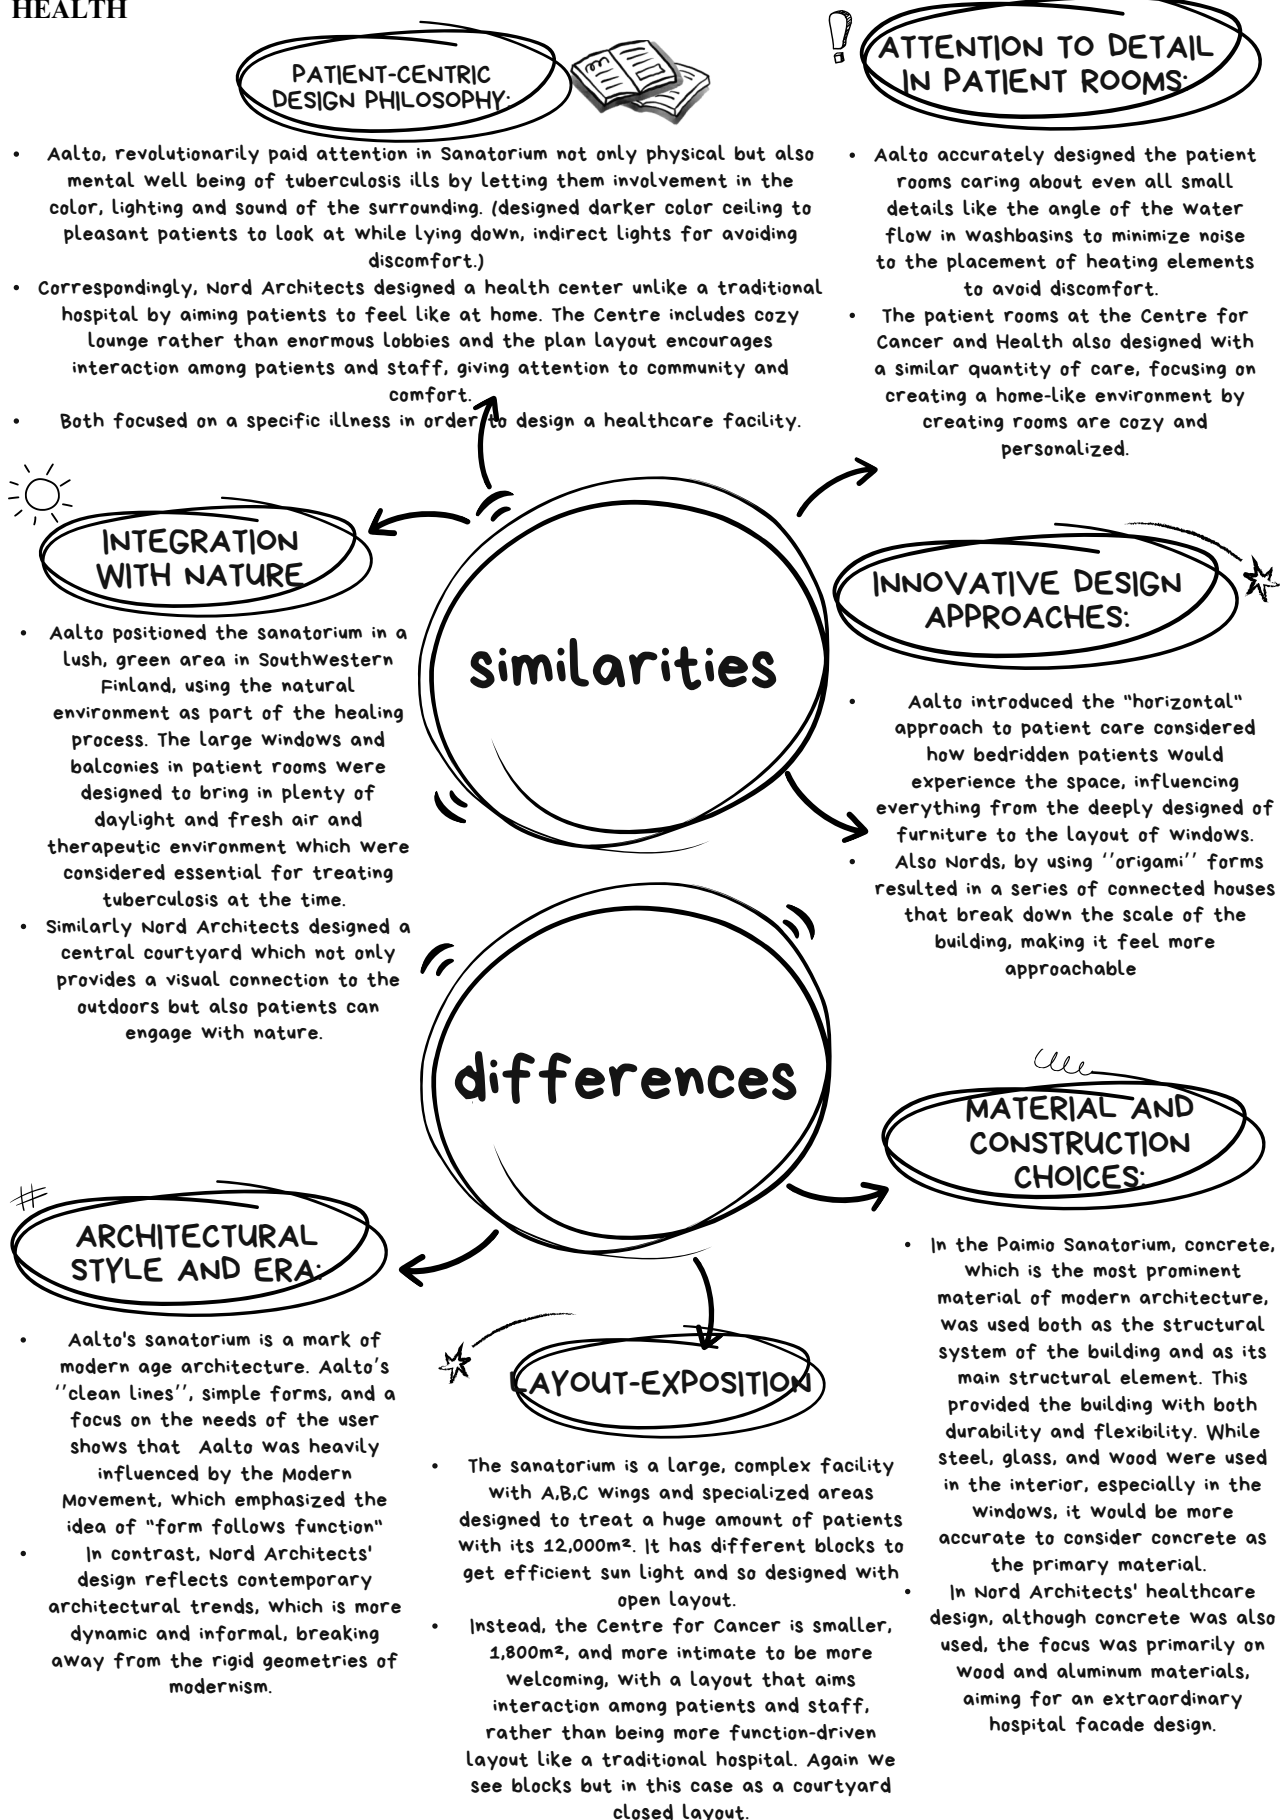 HEALTH
PATIENT-CENTRIC
DESIGN PHILOSOPHY:
• Aalto, revolutionarily paid attention in Sanatorium not only physical but also
mental well being of tuberculosis ills by letting them involvement in the
color, lighting and sound of the surrounding. (designed darker color ceiling to
pleasant patients to look at while lying down, indirect lights for avoiding
discomfort.)
• Correspondingly, Nord Architects designed a health center unlike a traditional
hospital by aiming patients to feel like at home. The Centre includes cozy
lounge rather than enormous lobbies and the plan layout encourages
interaction among patients and staff, giving attention to community and
comfort.
• Both focused on a specific illness in order to design a healthcare facility.
ATTENTION TO DETAIL
IN PATIENT ROOMS:
• Aalto accurately designed the patient
rooms caring about even all small
details like the angle of the water
flow in washbasins to minimize noise
to the placement of heating elements
to avoid discomfort.
• The patient rooms at the Centre for
Cancer and Health also designed with
a similar quantity of care, focusing on
creating a home-like environment by
creating rooms are cozy and
personalized.
INTEGRATION
WITH NATURE
• Aalto positioned the sanatorium in a
lush, green area in Southwestern
Finland, using the natural
environment as part of the healing
process. The large windows and
balconies in patient rooms were
designed to bring in plenty of
daylight and fresh air and
therapeutic environment which were
considered essential for treating
tuberculosis at the time.
• Similarly Nord Architects designed a
central courtyard which not only
provides a visual connection to the
outdoors but also patients can
engage with nature.
similarities
INNOVATIVE DESIGN
APPROACHES:
• Aalto introduced the "horizontal"
approach to patient care considered
how bedridden patients would
experience the space, influencing
everything from the deeply designed of
furniture to the layout of windows.
• Also Nords, by using ‘’origami’’ forms
resulted in a series of connected houses
that break down the scale of the
building, making it feel more
approachable
differences
ARCHITECTURAL
STYLE AND ERA:
• Aalto's sanatorium is a mark of
modern age architecture. Aalto’s
‘’clean lines’’, simple forms, and a
focus on the needs of the user
shows that Aalto was heavily
influenced by the Modern
Movement, which emphasized the
idea of "form follows function"
• In contrast, Nord Architects'
design reflects contemporary
architectural trends, which is more
dynamic and informal, breaking
away from the rigid geometries of
modernism.
LAYOUT-EXPOSITION
• The sanatorium is a large, complex facility
with A,B,C wings and specialized areas
designed to treat a huge amount of patients
with its 12,000m². It has different blocks to
get efficient sun light and so designed with
open layout.
• Instead, the Centre for Cancer is smaller,
1,800m², and more intimate to be more
welcoming, with a layout that aims
interaction among patients and staff,
rather than being more function-driven
layout like a traditional hospital. Again we
see blocks but in this case as a courtyard
closed layout.
MATERIAL AND
CONSTRUCTION
CHOICES:
• In the Paimio Sanatorium, concrete,
which is the most prominent
material of modern architecture,
was used both as the structural
system of the building and as its
main structural element. This
provided the building with both
durability and flexibility. While
steel, glass, and wood were used
in the interior, especially in the
windows, it would be more
accurate to consider concrete as
the primary material.
• In Nord Architects' healthcare
design, although concrete was also
used, the focus was primarily on
wood and aluminum materials,
aiming for an extraordinary
hospital facade design.